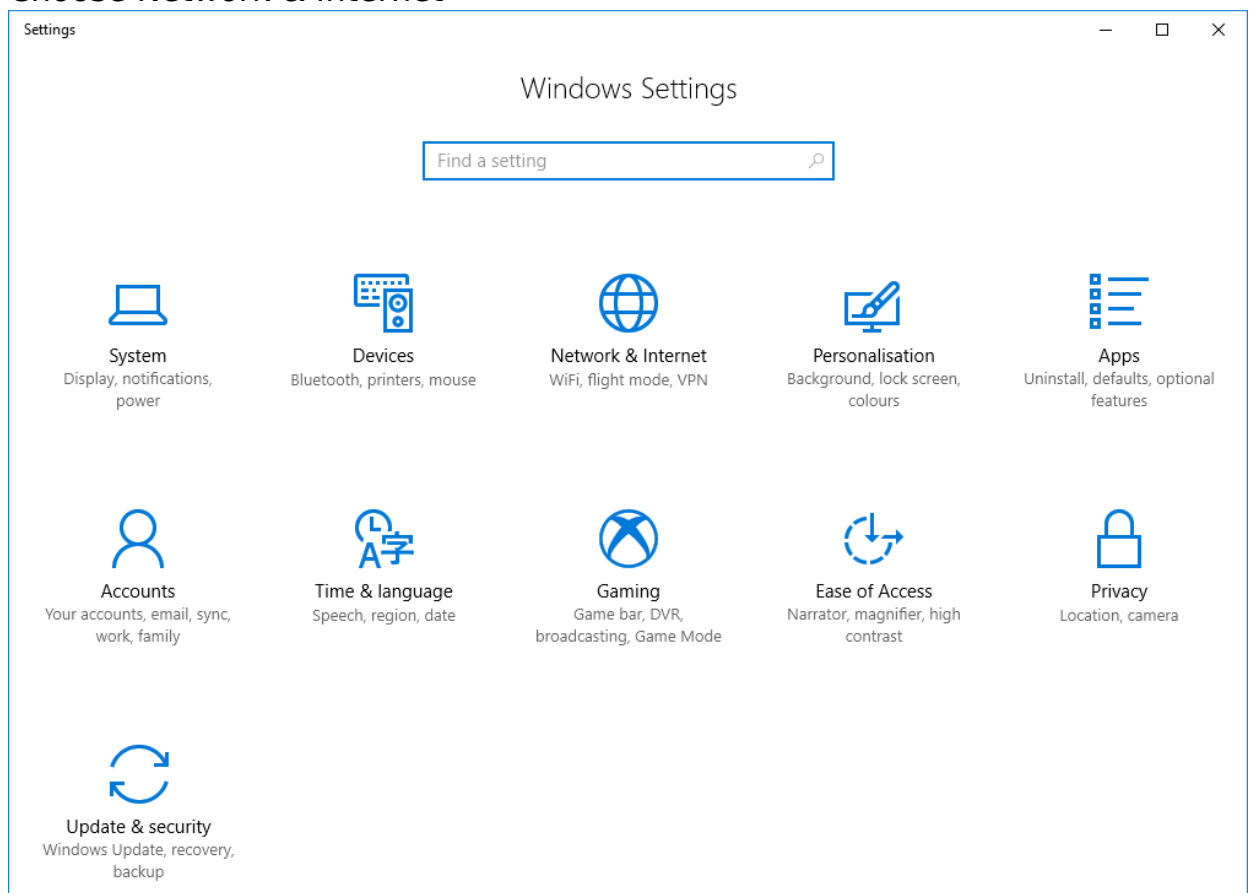 Choose Network & Internet
Settings
Windows Settings
Find a setting
System
Display, notifications,
power
Devices
Bluetooth, printers, mouse
Network & Internet
WiFi, flight mode, VPN
Personalisation
Background, lock screen,
colours
Apps
Uninstall, defaults, optional
features
Accounts
Your accounts, email, sync,
work, family
Time & language
Speech, region, date
Gaming
Game bar, DVR,
broadcasting, Game Mode
Ease of Access
Narrator, magnifier, high
contrast
Privacy
Location, camera
Update & security
Windows Update, recovery,
backup